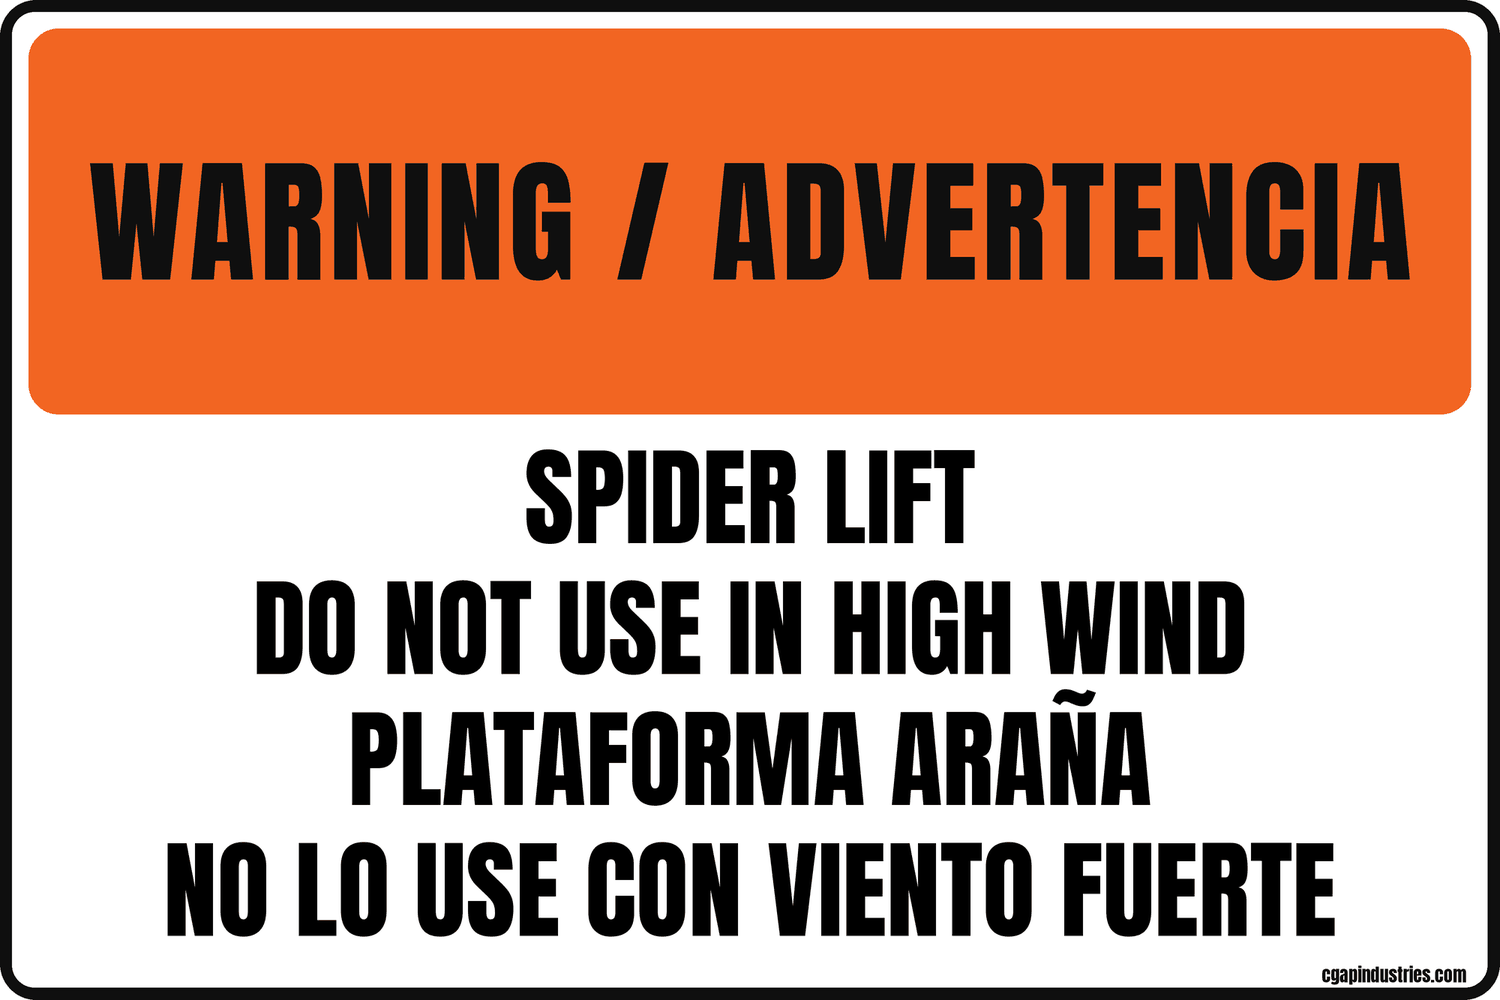 WARNING / ADVERTENCIA
SPIDER LIFT
DO NOT USE IN HIGH WIND
PLATAFORMA ARAÑA
NO LO USE CON VIENTO FUERTE
cgapindustries.com